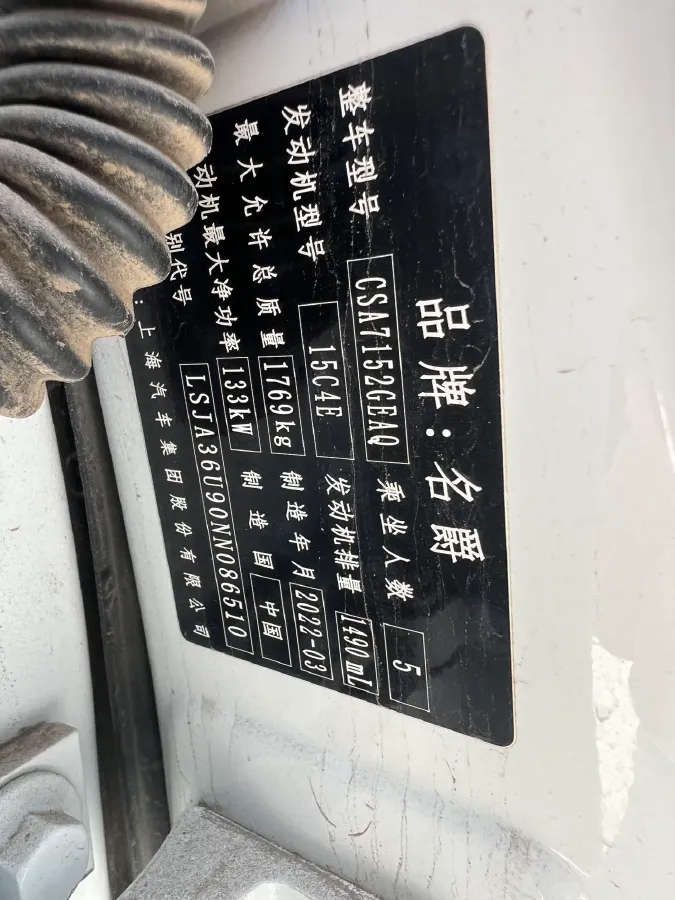 品牌：名爵
整车型号 CSA7152GEAQ 乘坐人数 5
发动机型号 15C4E 发动机排量 1490mL
最大允许总质量 1769kg 制造年月 2022-03
动机最大净功率 133kW 制造国 中国
别代号 LSJA36U90NN086510
：上海汽车集团股份有限公司